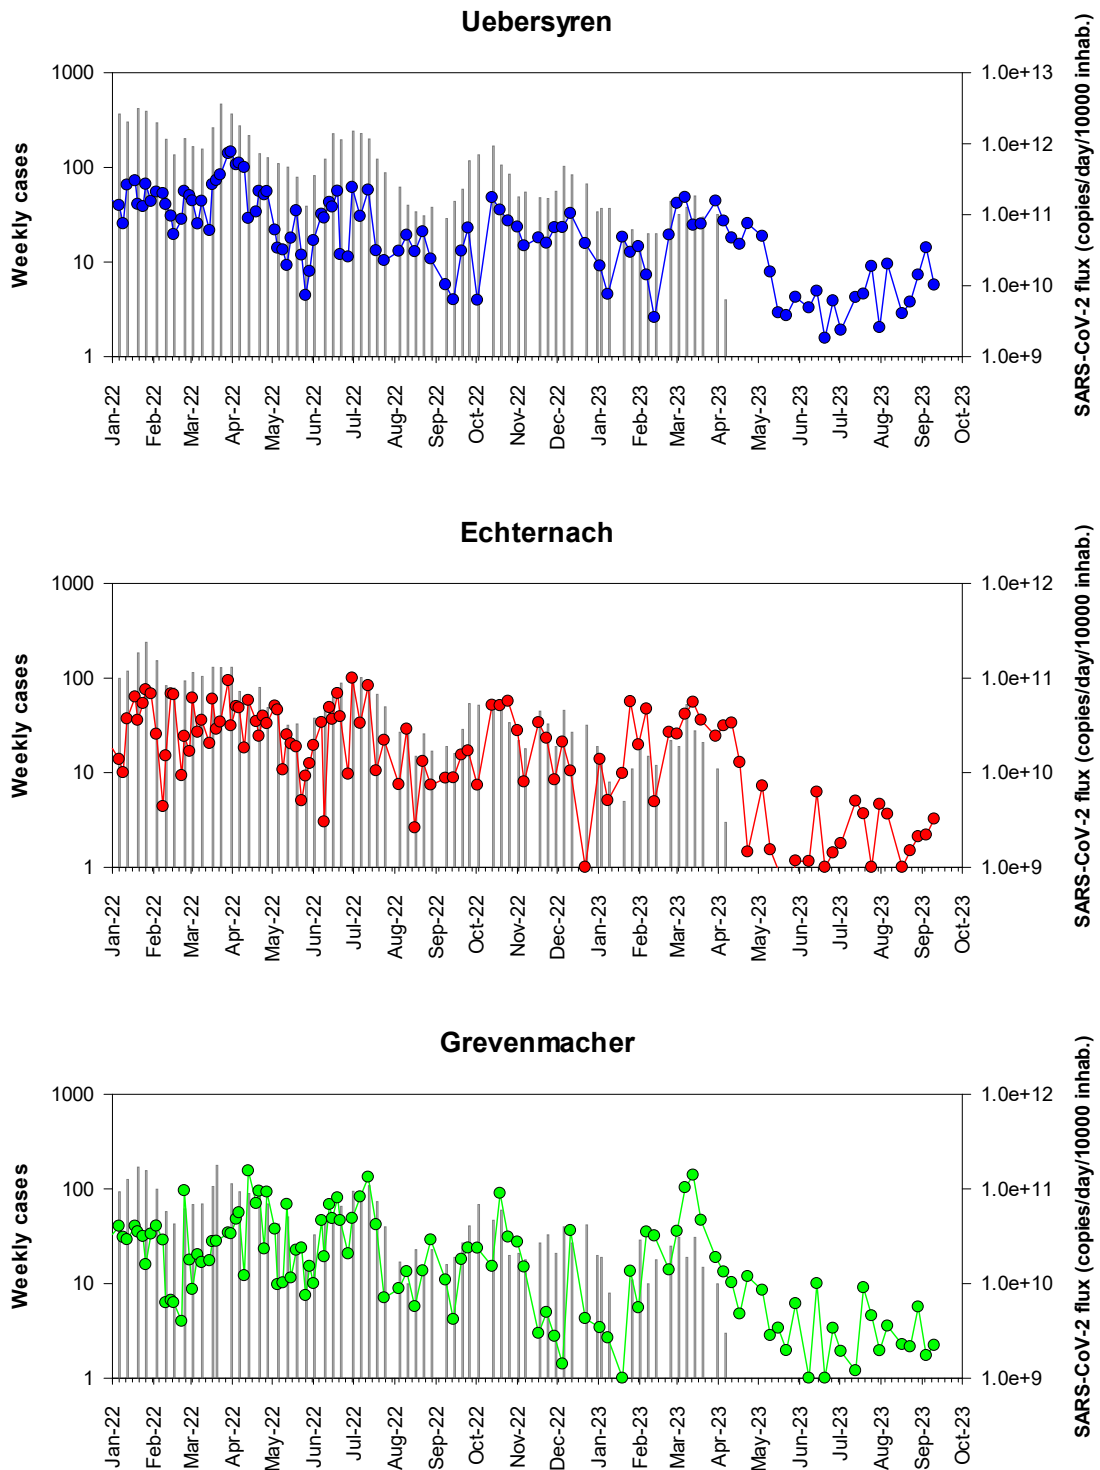 Uebersyren
Weekly cases
SARS-CoV-2 flux (copies/day/10000 inhab.)
1000
100
10
1
1.0e+13
1.0e+12
1.0e+11
1.0e+10
1.0e+9
Jan-22
Feb-22
Mar-22
Apr-22
May-22
Jun-22
Jul-22
Aug-22
Sep-22
Oct-22
Nov-22
Dec-22
Jan-23
Feb-23
Mar-23
Apr-23
May-23
Jun-23
Jul-23
Aug-23
Sep-23
Oct-23
Echternach
Weekly cases
SARS-CoV-2 flux (copies/day/10000 inhab.)
1000
100
10
1
1.0e+12
1.0e+11
1.0e+10
1.0e+9
Jan-22
Feb-22
Mar-22
Apr-22
May-22
Jun-22
Jul-22
Aug-22
Sep-22
Oct-22
Nov-22
Dec-22
Jan-23
Feb-23
Mar-23
Apr-23
May-23
Jun-23
Jul-23
Aug-23
Sep-23
Oct-23
Grevenmacher
Weekly cases
SARS-CoV-2 flux (copies/day/10000 inhab.)
1000
100
10
1
1.0e+12
1.0e+11
1.0e+10
1.0e+9
Jan-22
Feb-22
Mar-22
Apr-22
May-22
Jun-22
Jul-22
Aug-22
Sep-22
Oct-22
Nov-22
Dec-22
Jan-23
Feb-23
Mar-23
Apr-23
May-23
Jun-23
Jul-23
Aug-23
Sep-23
Oct-23